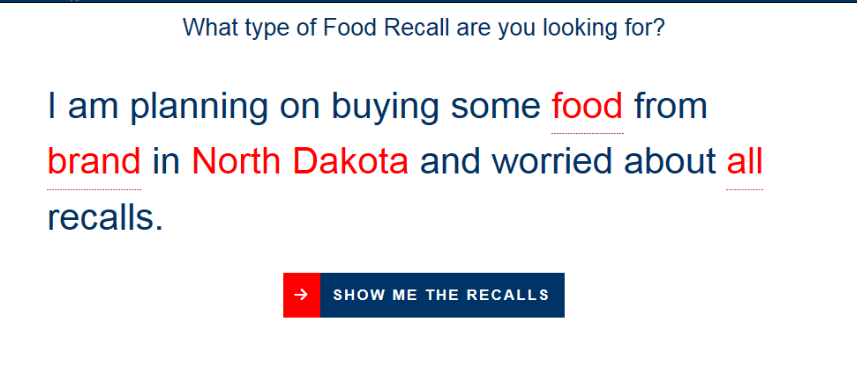 What type of Food Recall are you looking for?
I am planning on buying some food from
brand in North Dakota and worried about all
recalls.
→ SHOW ME THE RECALLS